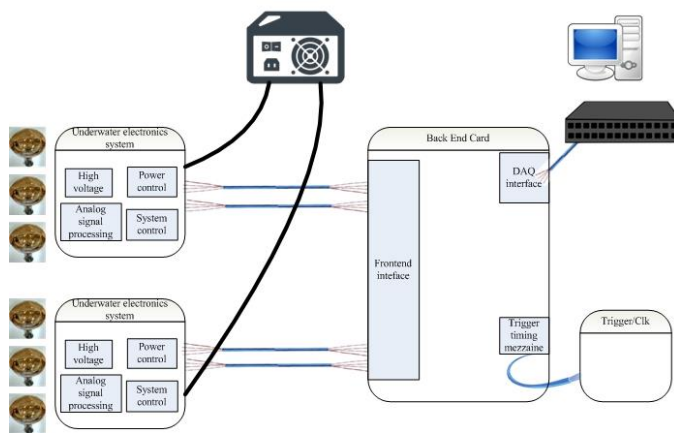 Underwater electronics
system
High
voltage
Power
control
Analog
signal
processing
System
control
Underwater electronics
system
High
voltage
Power
control
Analog
signal
processing
System
control
Back End Card
Frontend
inteface
DAQ
interface
Trigger
timing
mezzaine
Trigger/Clk